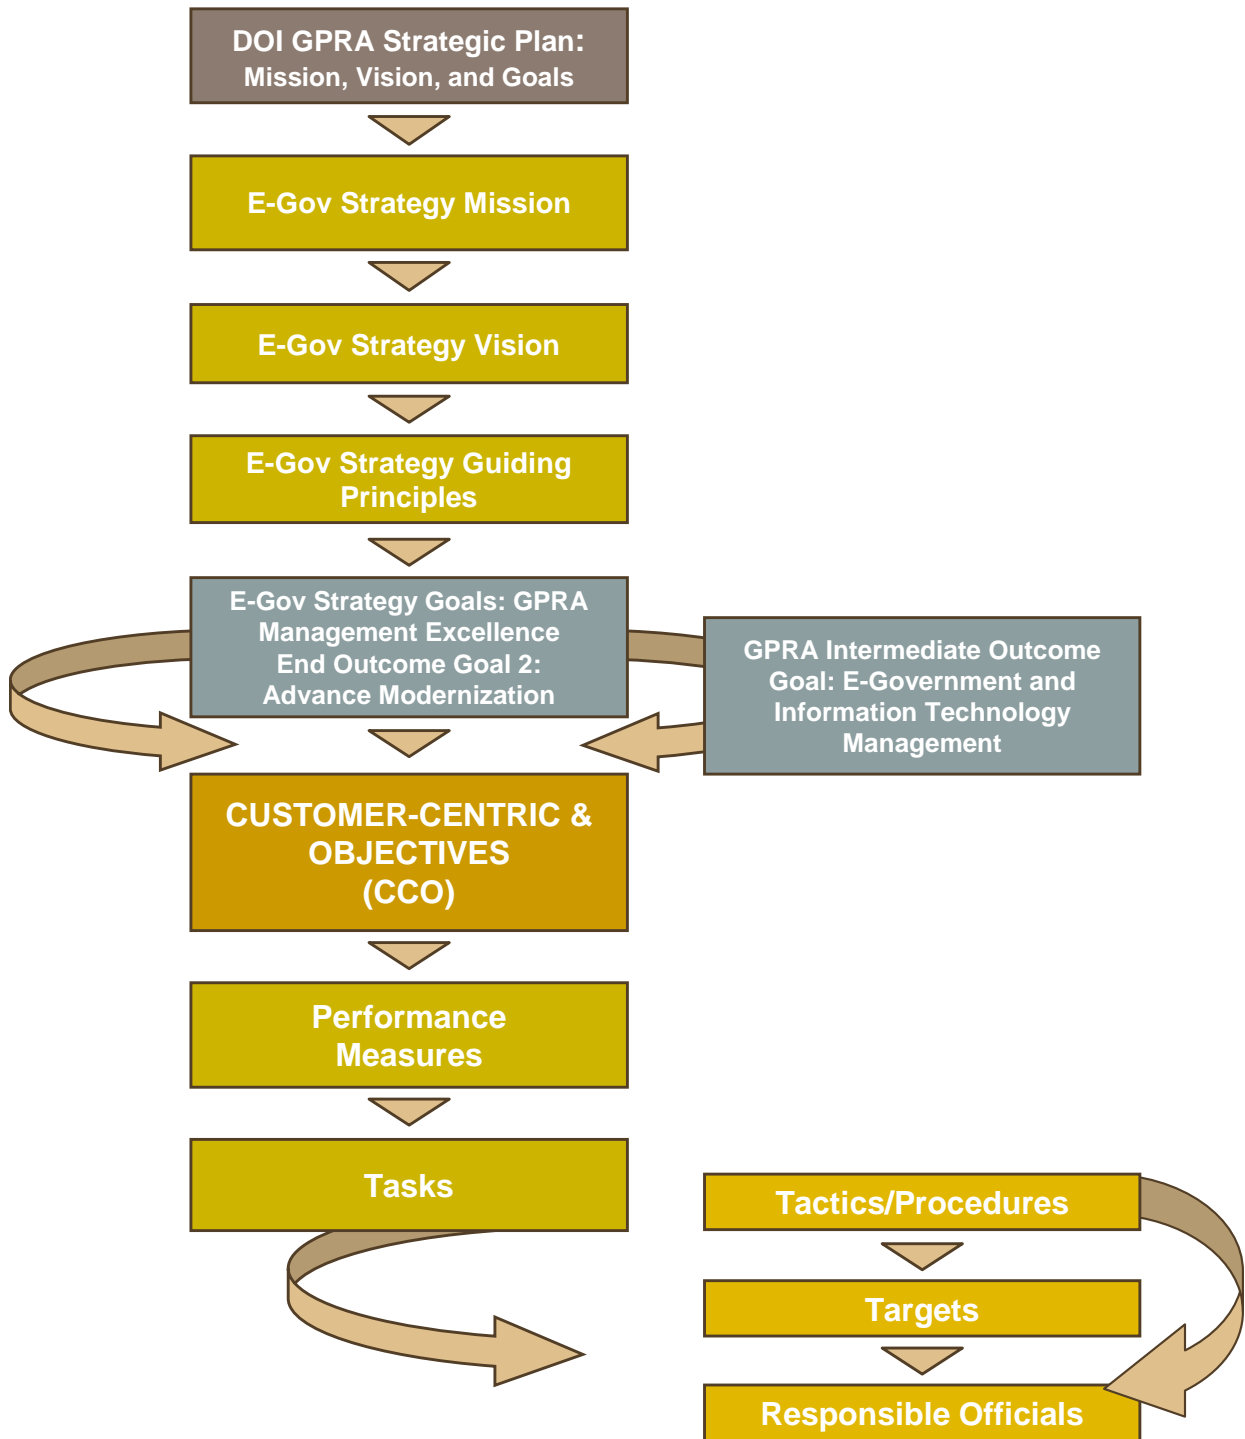 DOI GPRA Strategic Plan:
Mission, Vision, and Goals
E-Gov Strategy Mission
E-Gov Strategy Vision
E-Gov Strategy Guiding
Principles
E-Gov Strategy Goals: GPRA
Management Excellence
End Outcome Goal 2:
Advance Modernization
GPRA Intermediate Outcome
Goal: E-Government and
Information Technology
Management
CUSTOMER-CENTRIC &
OBJECTIVES
(CCO)
Performance
Measures
Tasks
Tactics/Procedures
Targets
Responsible Officials